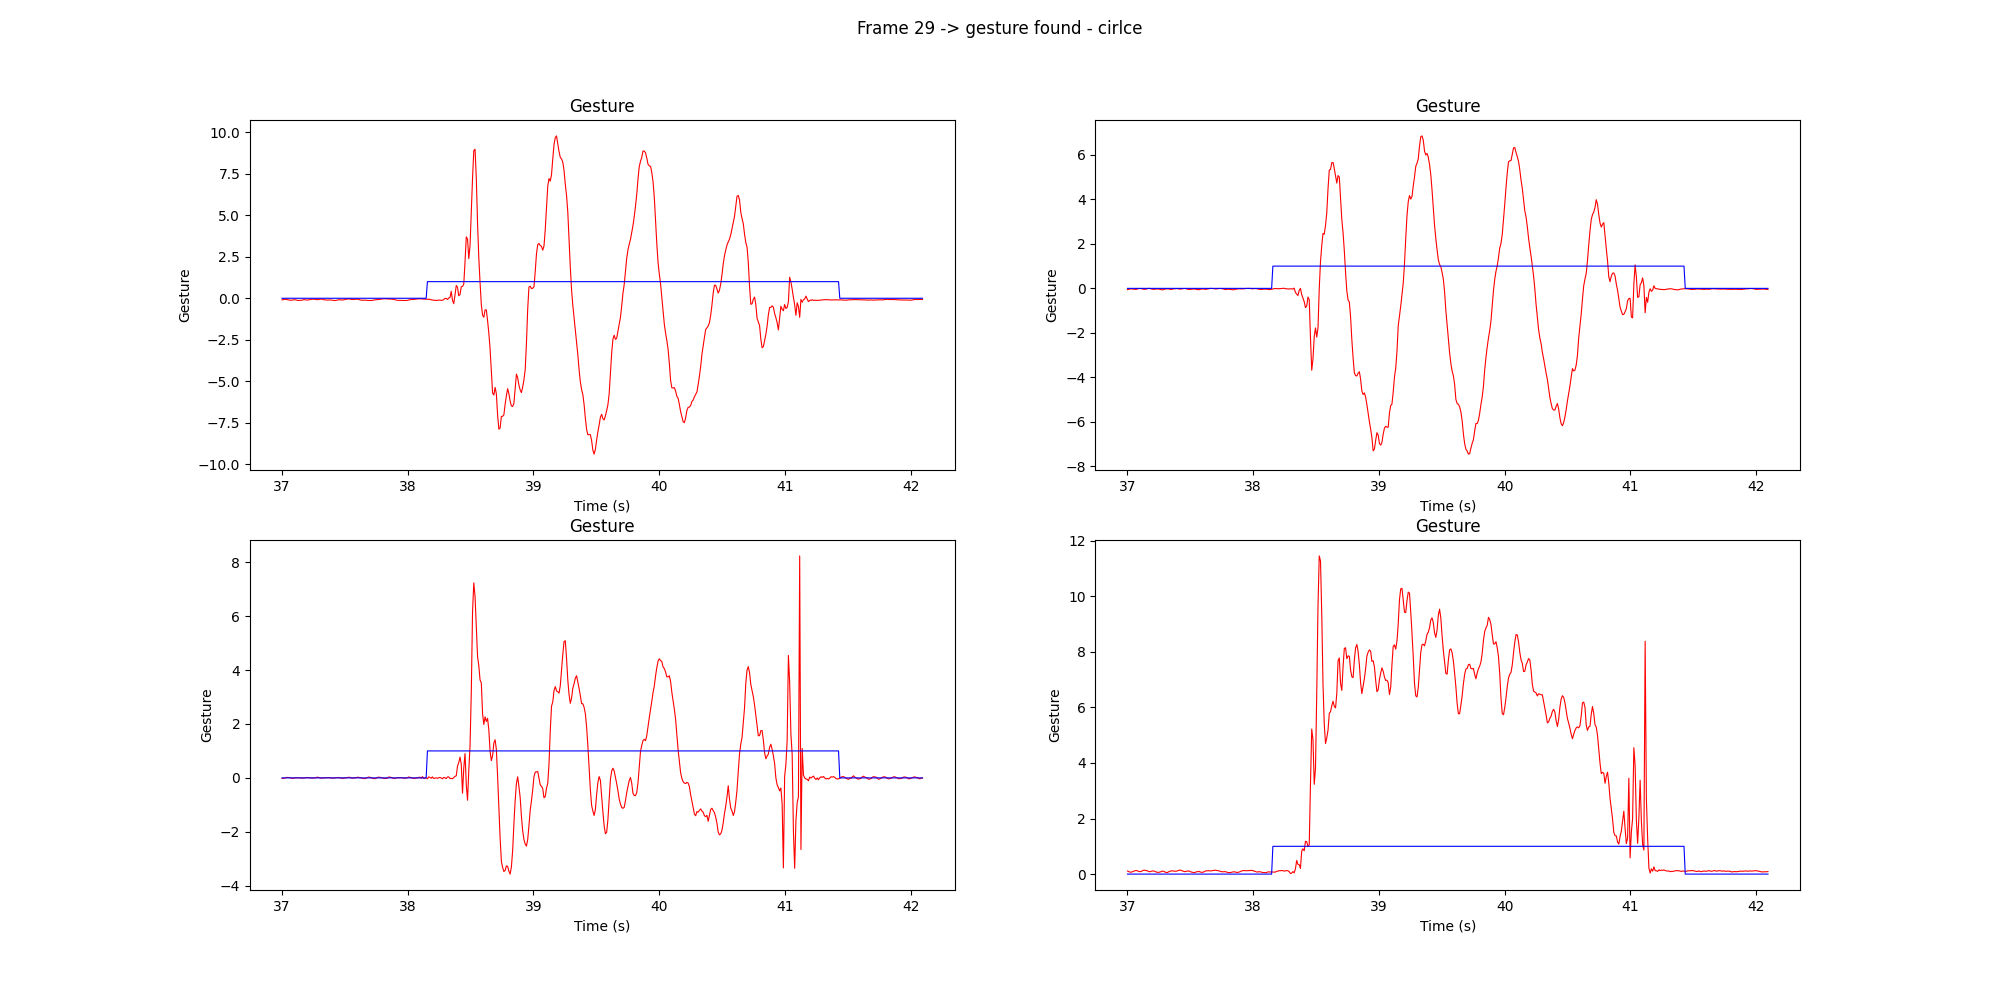 Frame 29 -> gesture found - cirlce
Gesture
Gesture
10.0
7.5
5.0
2.5
0.0
−2.5
−5.0
−7.5
−10.0
Gesture
37 38 39 40 41 42
Time (s)
6
4
2
0
−2
−4
−6
−8
Gesture
37 38 39 40 41 42
Time (s)
Gesture
Gesture
8
6
4
2
0
−2
−4
Gesture
37 38 39 40 41 42
Time (s)
12
10
8
6
4
2
0
Gesture
37 38 39 40 41 42
Time (s)